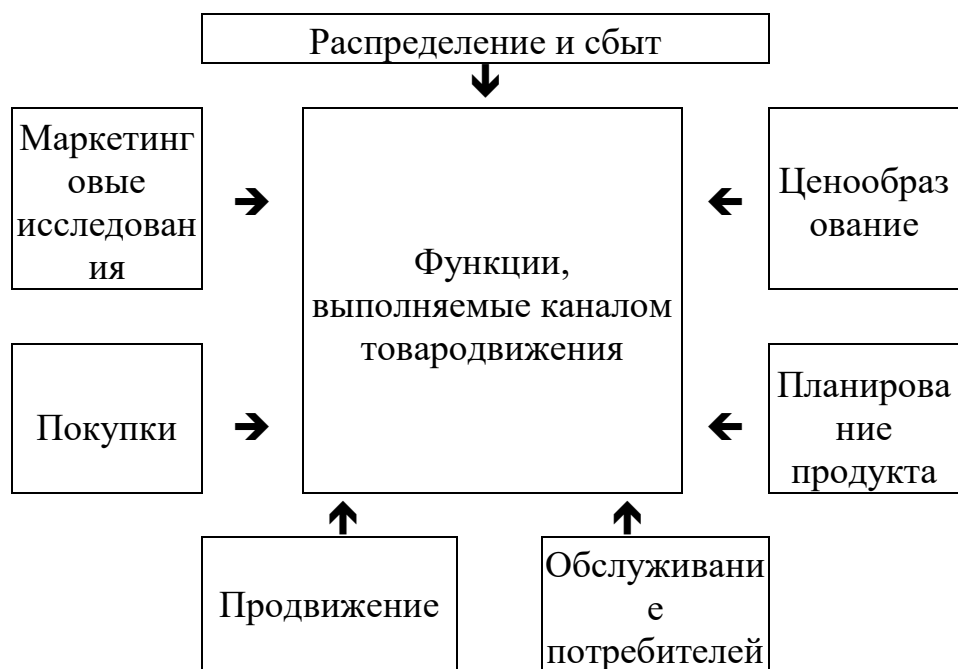 Распределение и сбыт
Маркетинг
овые
исследован
ия
Ценообраз
ование
Функции,
выполняемые каналом
товародвижения
Покупки
Планирова
ние
продукта
Продвижение
Обслуживани
е
потребителей